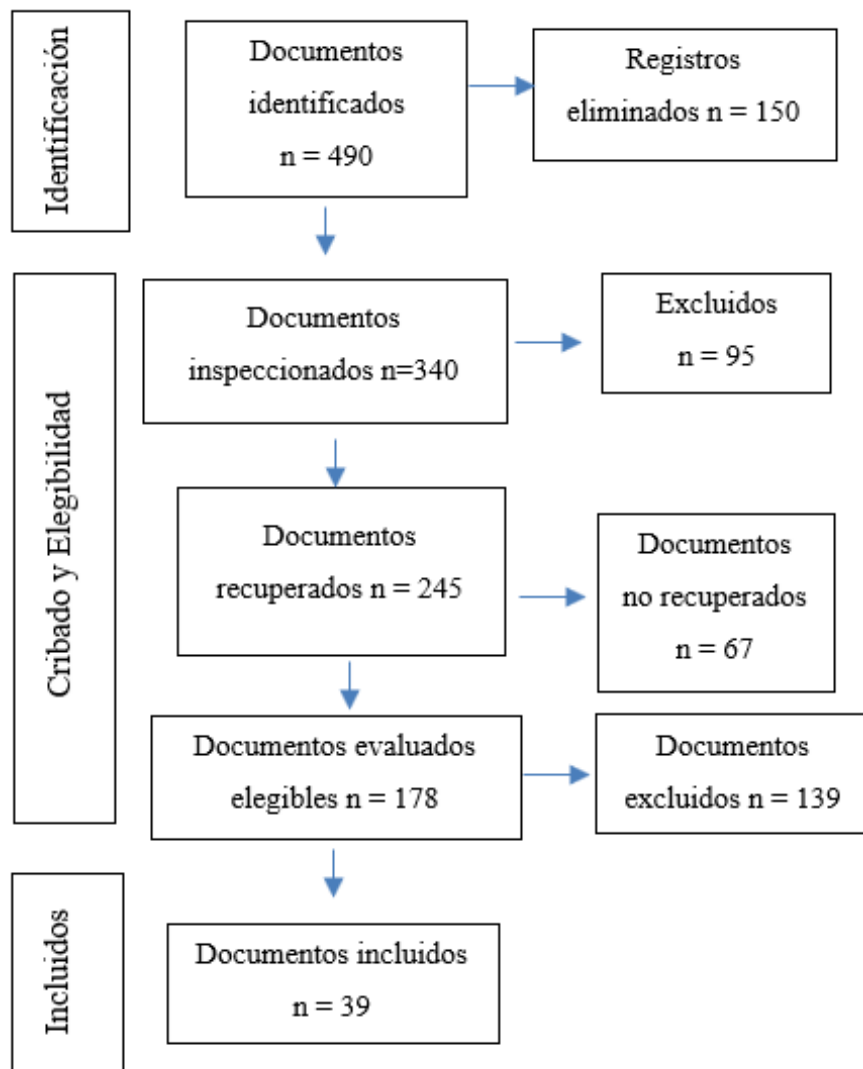 Identificación
Documentos
identificados
n = 490
Registros
eliminados n = 150
Cribado y Elegibilidad
Documentos
inspeccionados n=340
Excluidos
n = 95
Documentos
recuperados n = 245
Documentos
no recuperados
n = 67
Documentos evaluados
elegibles n = 178
Documentos
excluidos n = 139
Incluidos
Documentos incluidos
n = 39